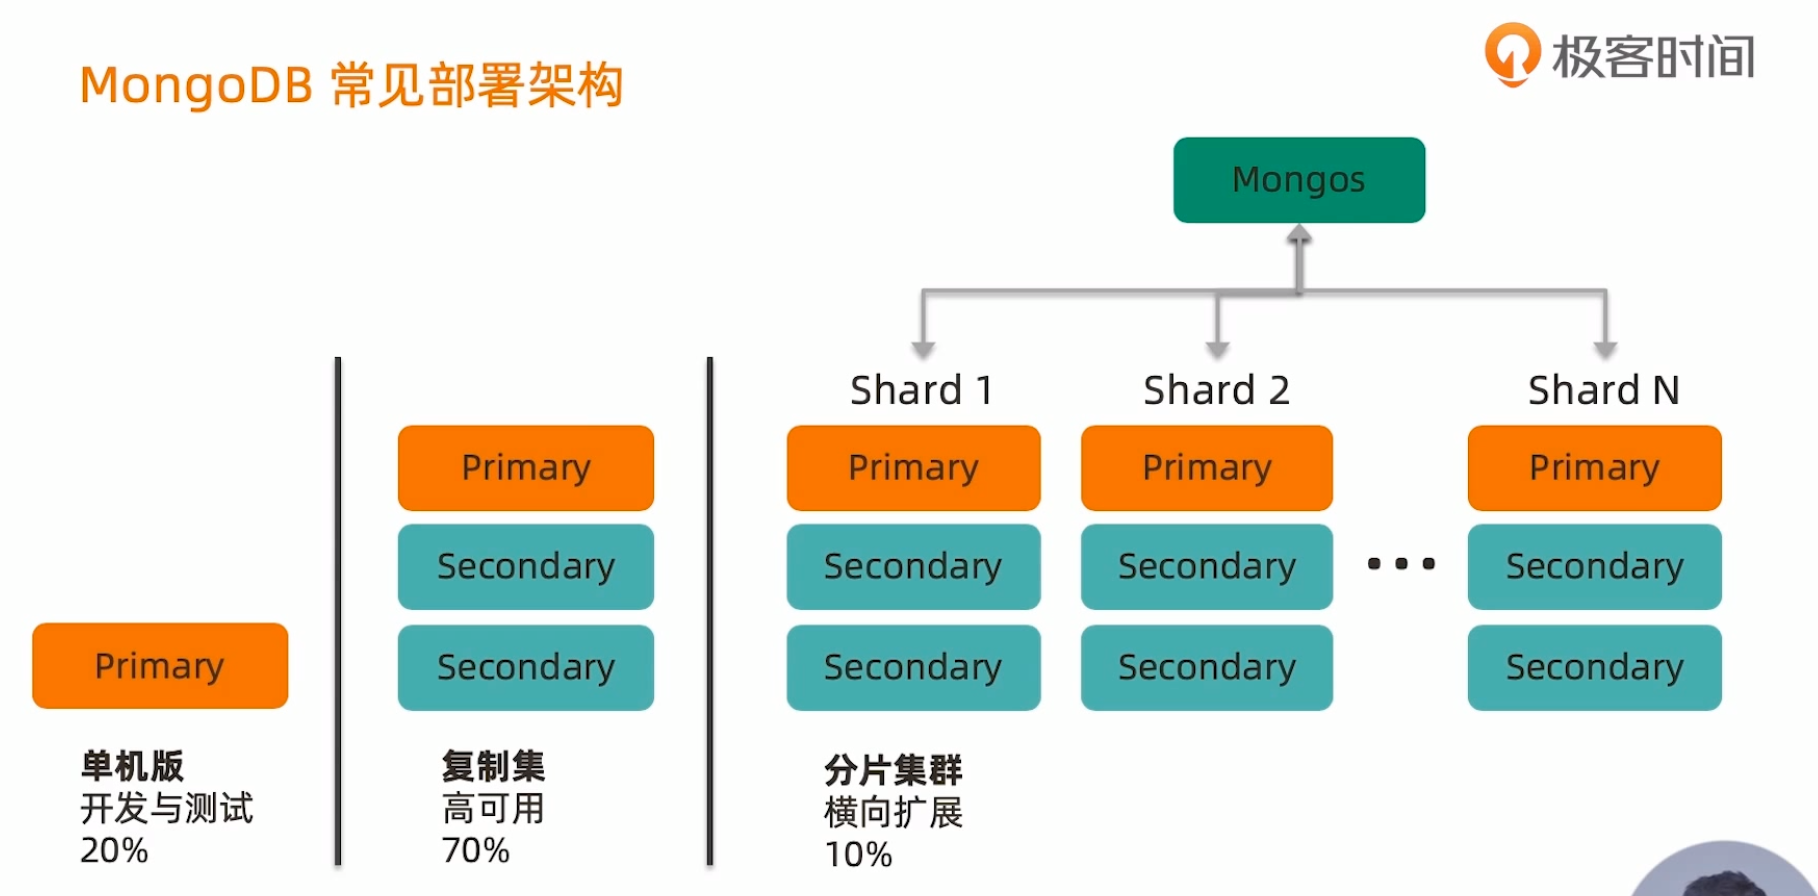 MongoDB 常见部署架构
极客时间
Mongos
Shard 1
Shard 2
Shard N
Primary
Primary
Primary
Primary
Secondary
Secondary
Secondary
Secondary
Primary
Secondary
Secondary
Secondary
Secondary
单机版
开发与测试
20%
复制集
高可用
70%
分片集群
横向扩展
10%